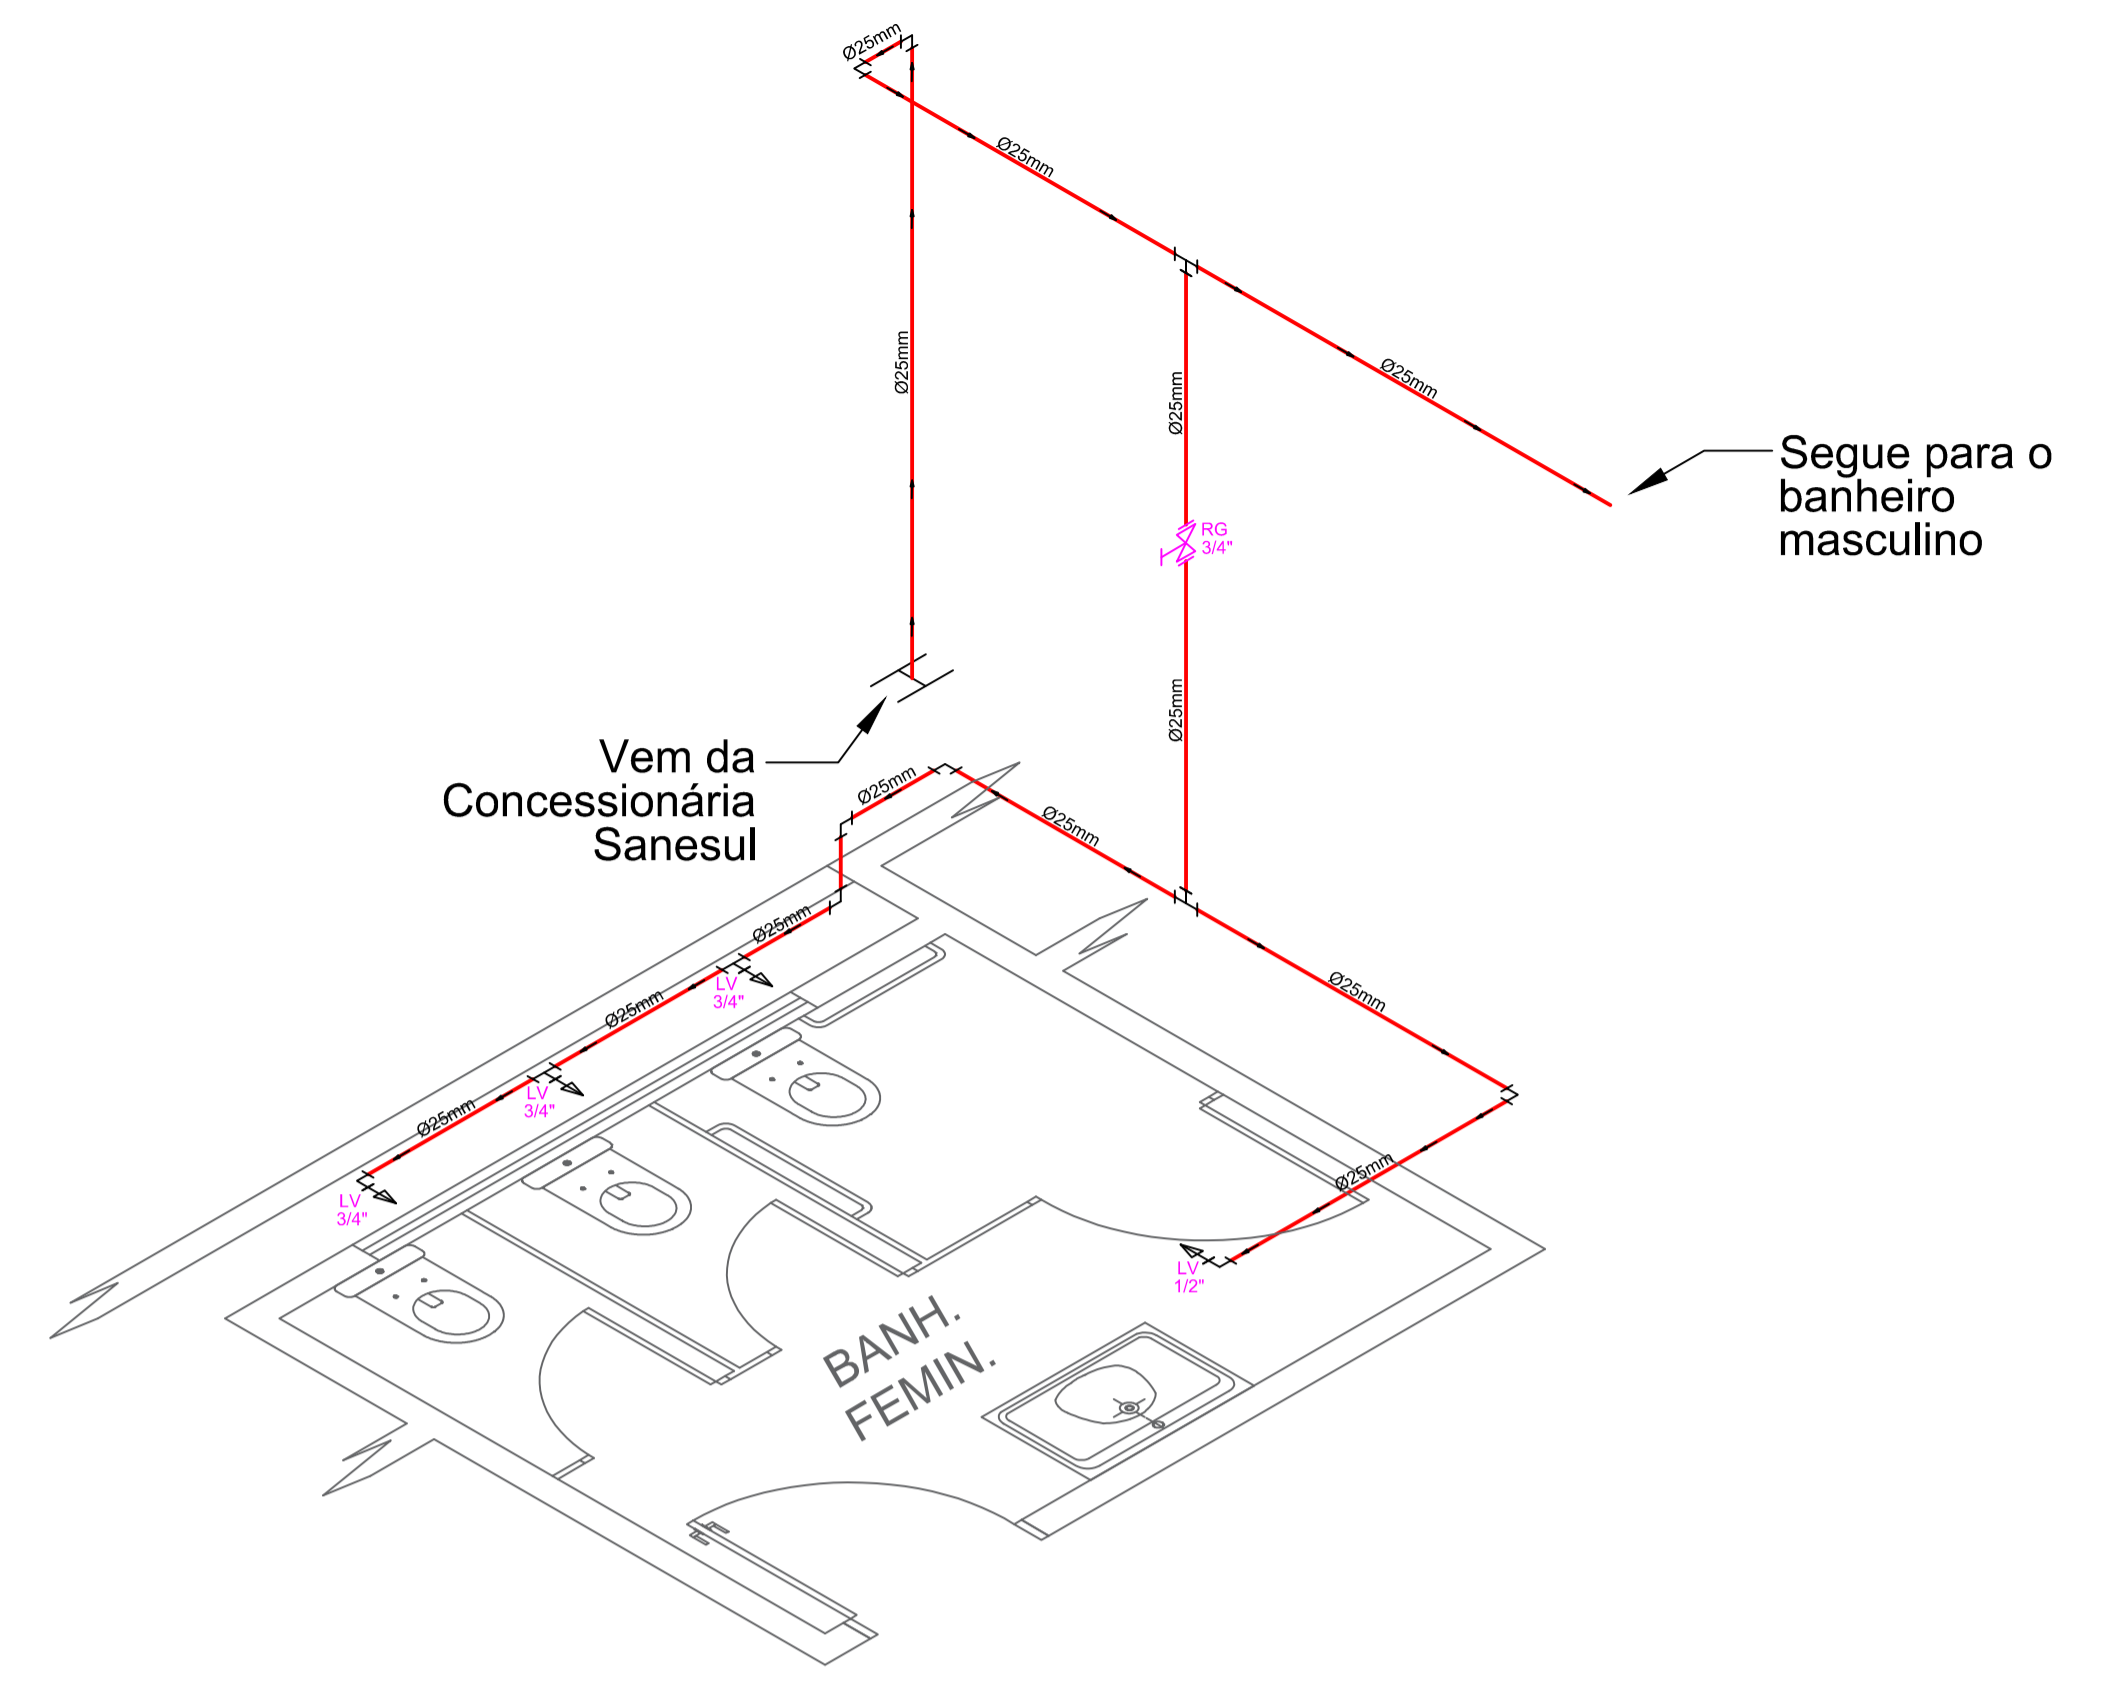 Ø25mm
Ø25mm
Ø25mm
Ø25mm
Ø25mm
Segue para o
banheiro
masculino
RG
3/4"
Ø25mm
Vem da
Concessionária
Sanesul
Ø25mm
Ø25mm
Ø25mm
Ø25mm
LV
3/4"
Ø25mm
LV
3/4"
Ø25mm
LV
3/4"
Ø25mm
LV
1/2"
BANH.
FEMIN.